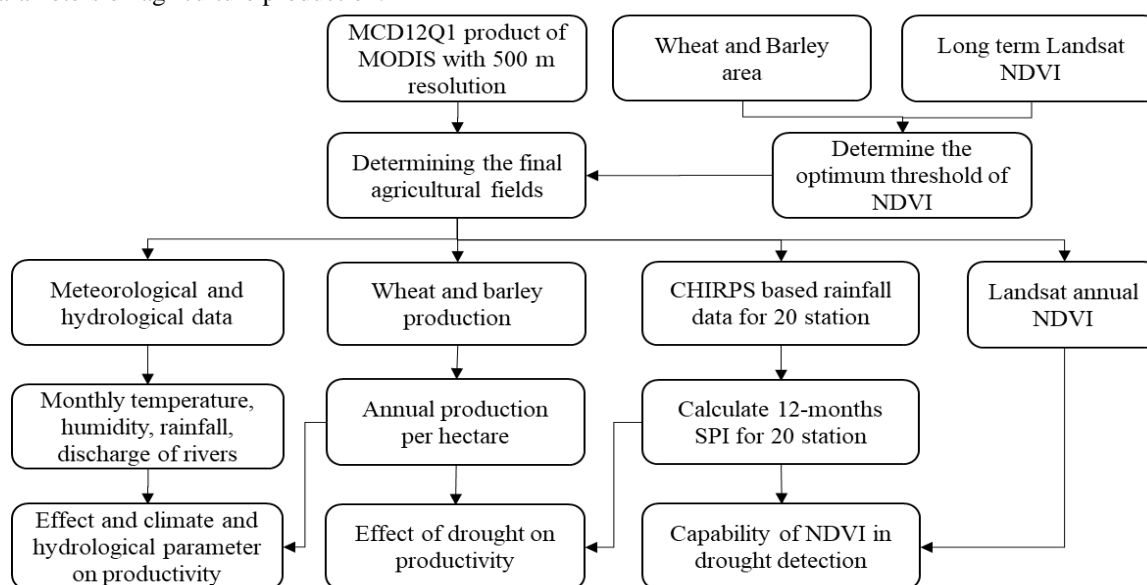 MCD12Q1 product of
MODIS with 500 m
resolution
Wheat and Barley
area
Long term Landsat
NDVI
Determining the final
agricultural fields
Determine the
optimum threshold of
NDVI
Meteorological and
hydrological data
Wheat and barley
production
CHIRPS based rainfall
data for 20 station
Landsat annual
NDVI
Monthly temperature,
humidity, rainfall,
discharge of rivers
Annual production
per hectare
Calculate 12-months
SPI for 20 station
Effect and climate and
hydrological parameter
on productivity
Effect of drought on
productivity
Capability of NDVI in
drought detection